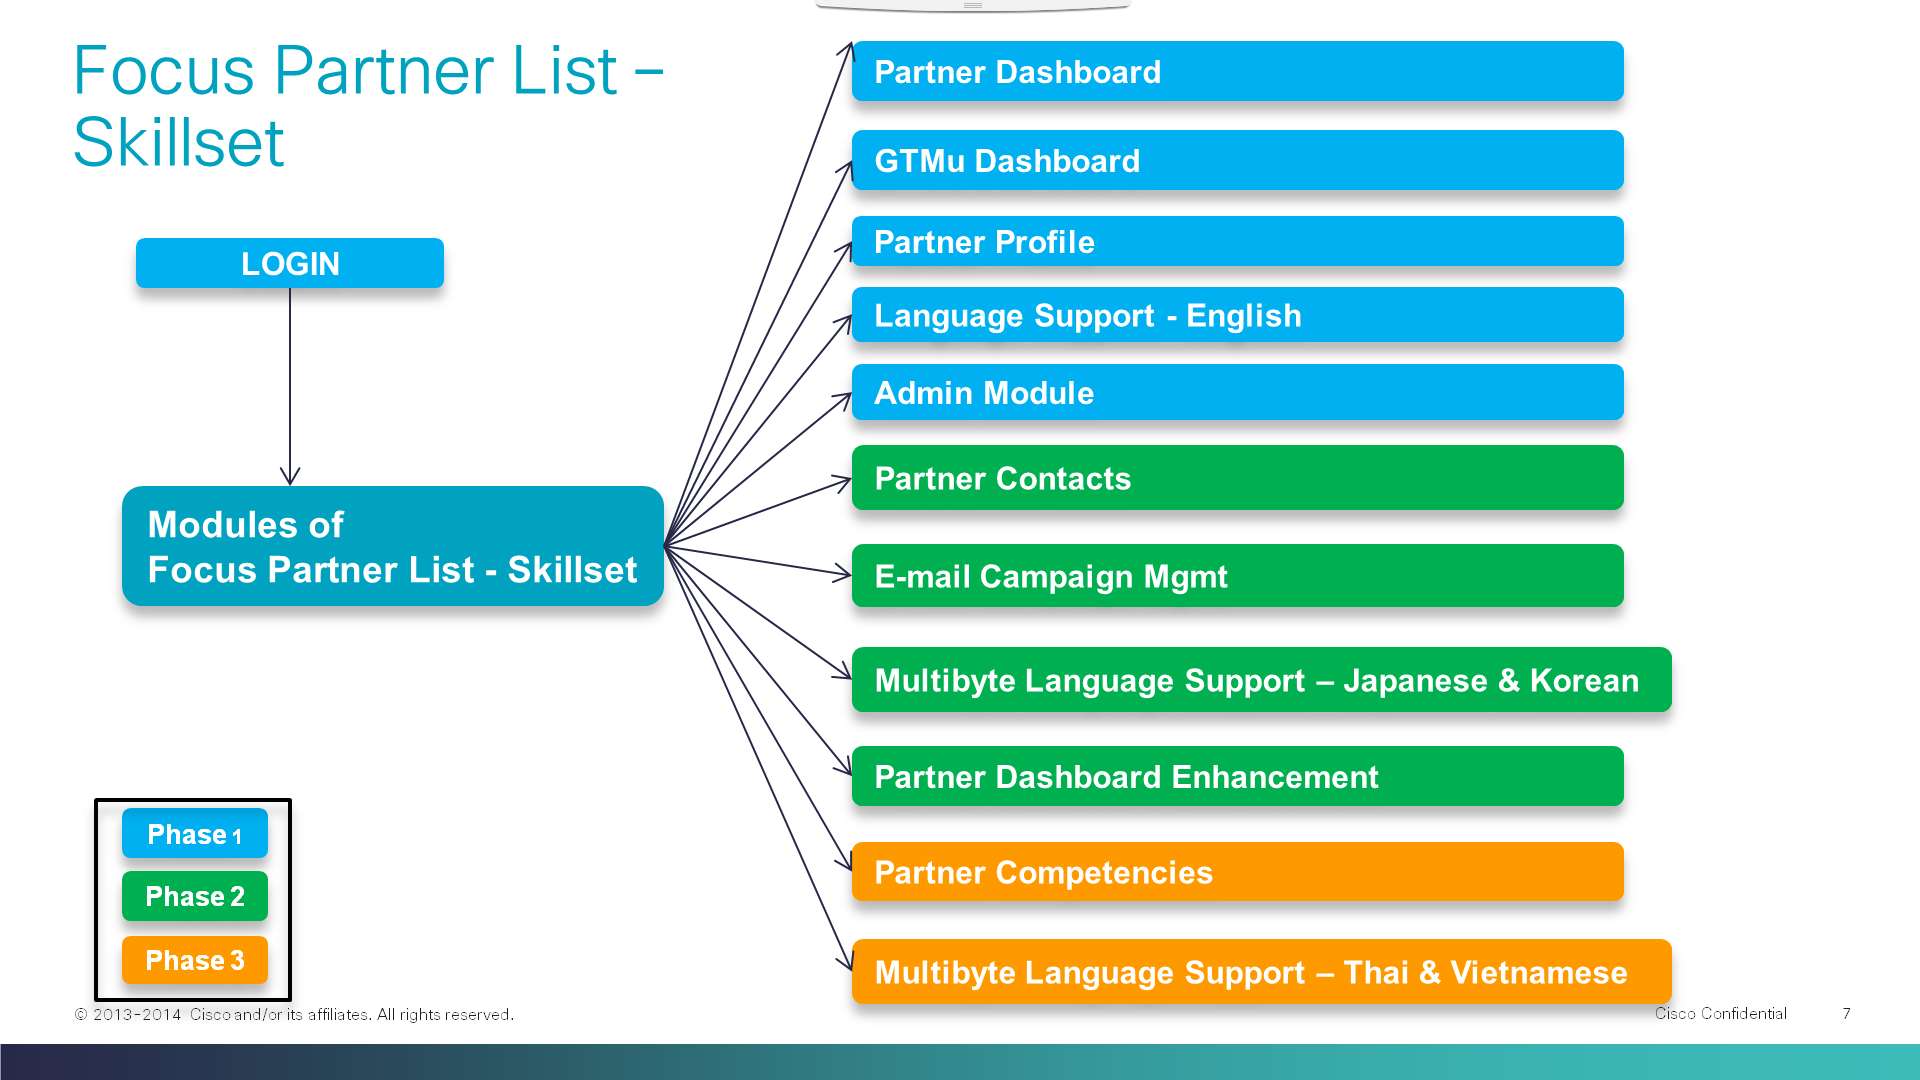 Focus Partner List –
Skillset
LOGIN
Modules of
Focus Partner List - Skillset
Partner Dashboard
GTMu Dashboard
Partner Profile
Language Support - English
Admin Module
Partner Contacts
E-mail Campaign Mgmt
Multibyte Language Support – Japanese & Korean
Partner Dashboard Enhancement
Partner Competencies
Multibyte Language Support – Thai & Vietnamese
Phase 1
Phase 2
Phase 3
© 2013-2014 Cisco and/or its affiliates. All rights reserved.
Cisco Confidential
7